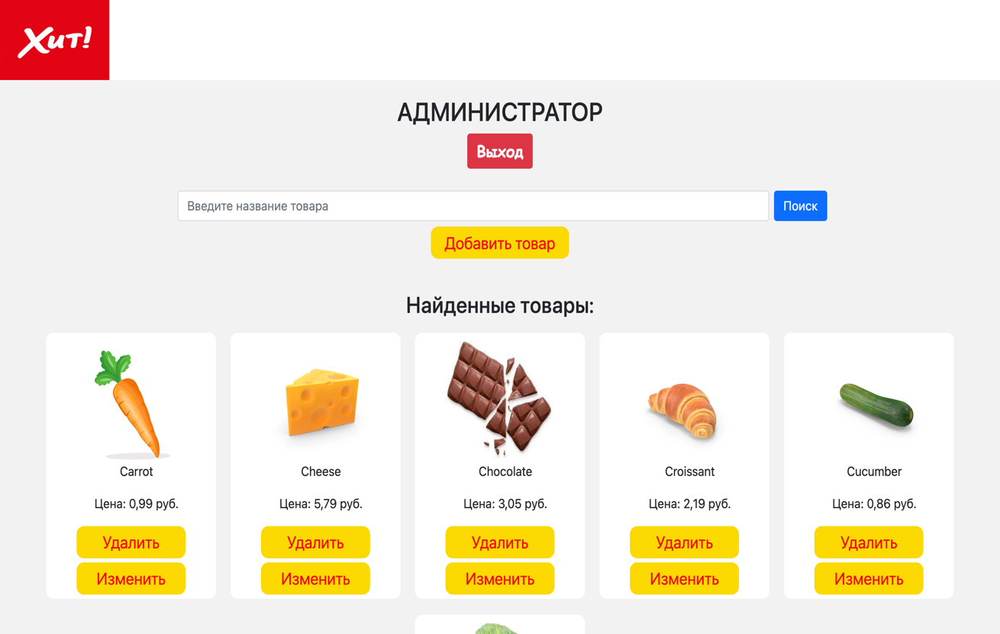 Хит!
АДМИНИСТРАТОР
Выход
Введите название товара
Поиск
Добавить товар
Найденные товары:
Carrot
Cheese
Chocolate
Croissant
Cucumber
Цена: 0,99 руб.
Цена: 5,79 руб.
Цена: 3,05 руб.
Цена: 2,19 руб.
Цена: 0,86 руб.
Удалить
Удалить
Удалить
Удалить
Удалить
Изменить
Изменить
Изменить
Изменить
Изменить